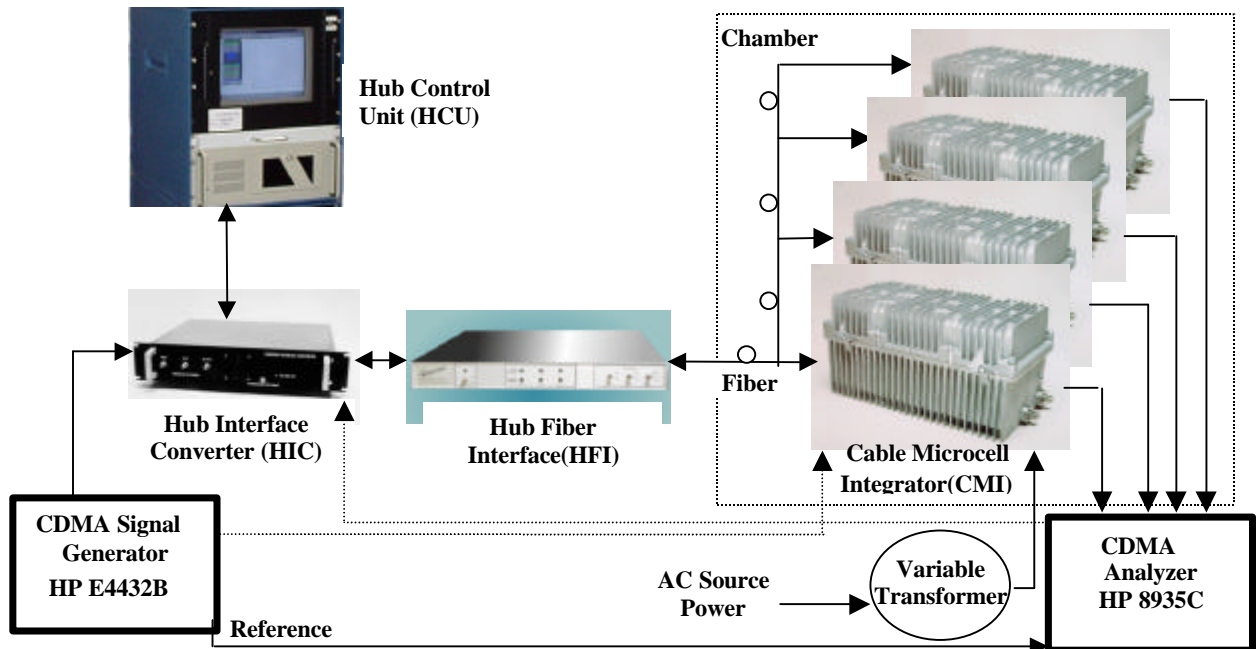 Chamber
Hub Control
Unit (HCU)
Hub Interface
Converter (HIC)
Hub Fiber
Interface(HFI)
Fiber
Cable Microcell
Integrator(CMI)
CDMA Signal
Generator
HP E4432B
AC Source
Power
Variable
Transformer
CDMA
Analyzer
HP 8935C
Reference